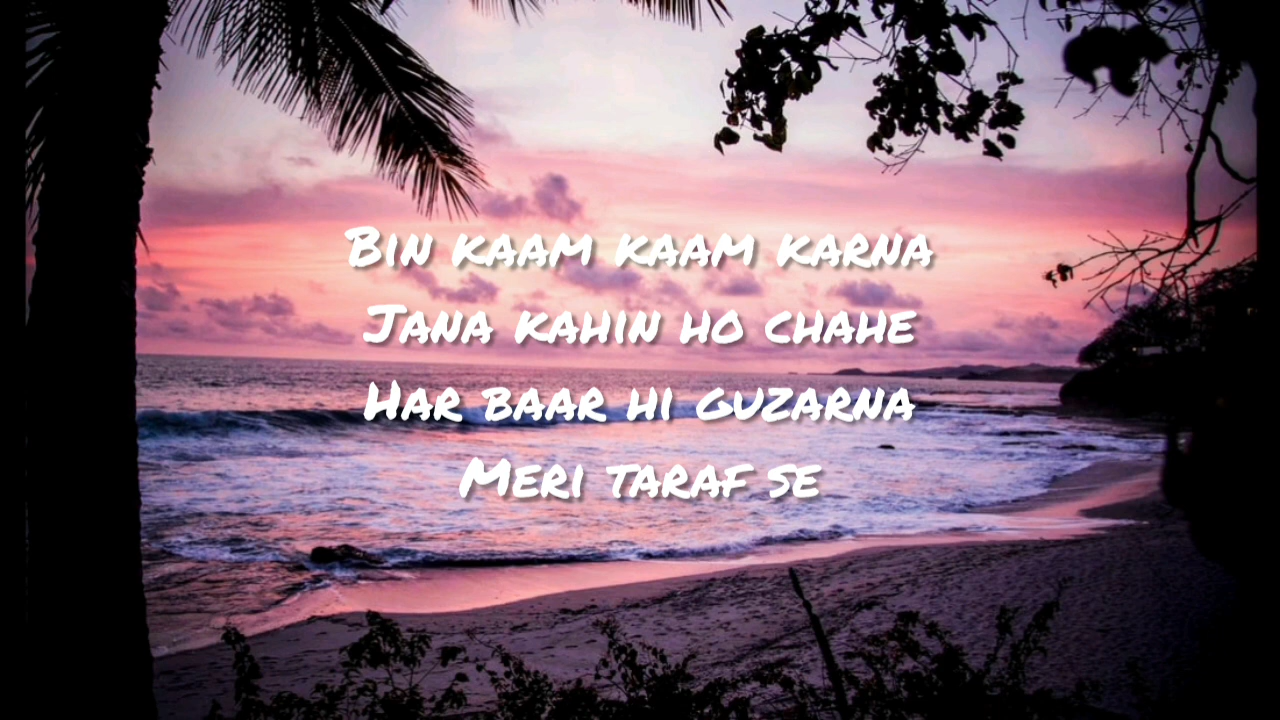 Bin kaam kaam karna
Jana kahin ho chahe
Har baar hi guzarna
Meri taraf se